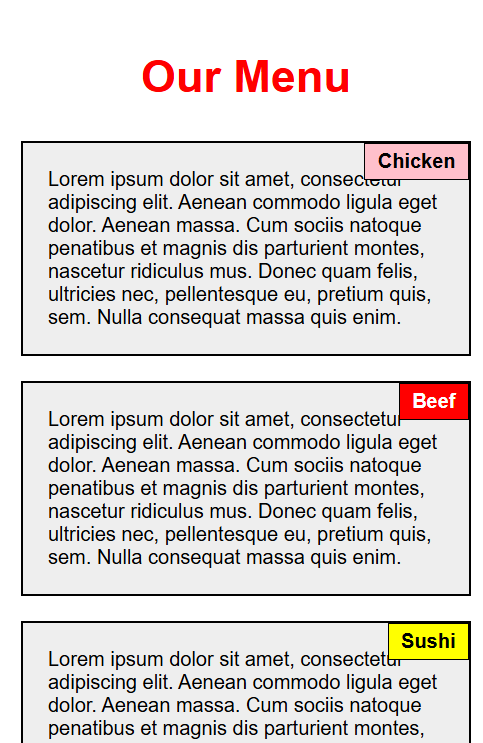 Our Menu
Chicken
Lorem ipsum dolor sit amet, consectetur
adipiscing elit. Aenean commodo ligula eget
dolor. Aenean massa. Cum sociis natoque
penatibus et magnis dis parturient montes,
nascetur ridiculus mus. Donec quam felis,
ultricies nec, pellentesque eu, pretium quis,
sem. Nulla consequat massa quis enim.
Beef
Lorem ipsum dolor sit amet, consectetur
adipiscing elit. Aenean commodo ligula eget
dolor. Aenean massa. Cum sociis natoque
penatibus et magnis dis parturient montes,
nascetur ridiculus mus. Donec quam felis,
ultricies nec, pellentesque eu, pretium quis,
sem. Nulla consequat massa quis enim.
Sushi
Lorem ipsum dolor sit amet, consectetur
adipiscing elit. Aenean commodo ligula eget
dolor. Aenean massa. Cum sociis natoque
penatibus et magnis dis parturient montes,